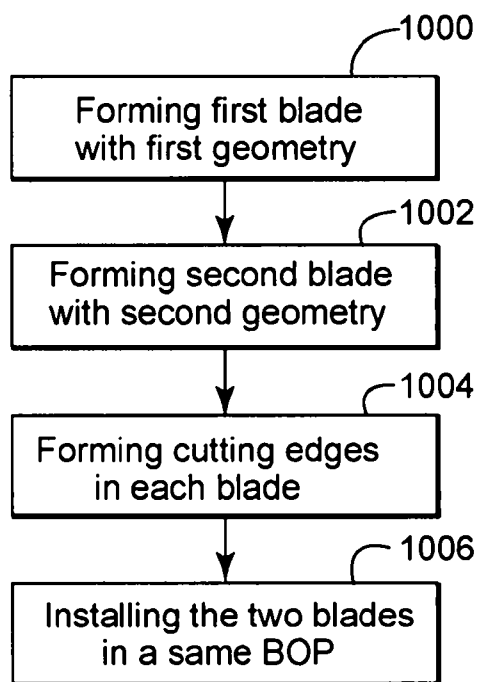 1000
Forming first blade
with first geometry
1002
Forming second blade
with second geometry
1004
Forming cutting edges
in each blade
1006
Installing the two blades
in a same BOP